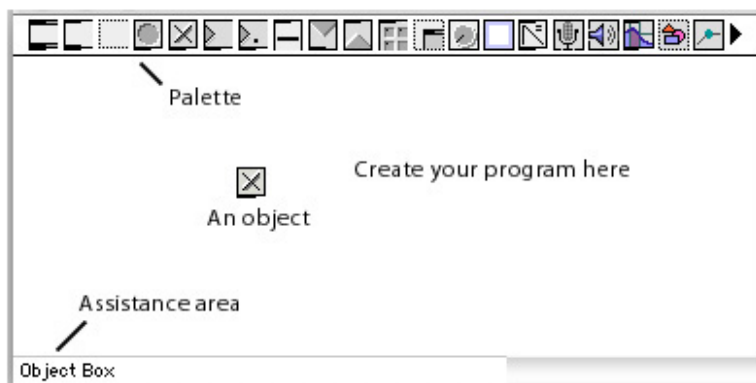 Palette
Create your program here
An object
Assistance area
Object Box